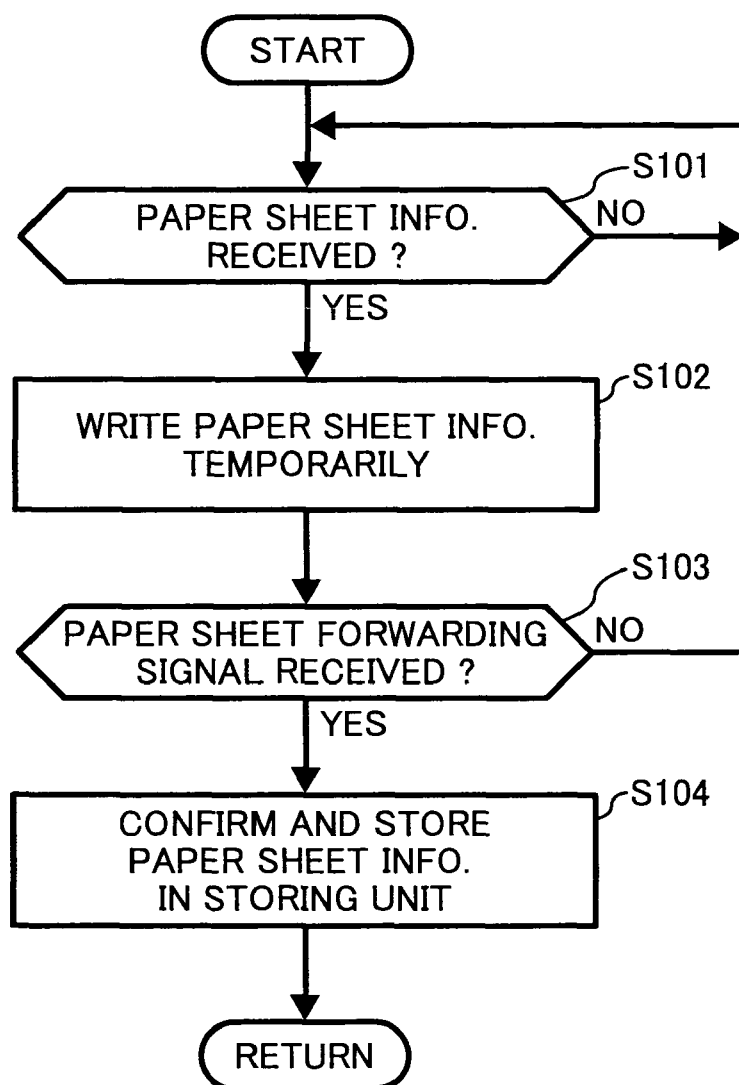 START
S101
PAPER SHEET INFO.
RECEIVED ?
NO
YES
S102
WRITE PAPER SHEET INFO.
TEMPORARILY
S103
PAPER SHEET FORWARDING
SIGNAL RECEIVED ?
NO
YES
S104
CONFIRM AND STORE
PAPER SHEET INFO.
IN STORING UNIT
RETURN